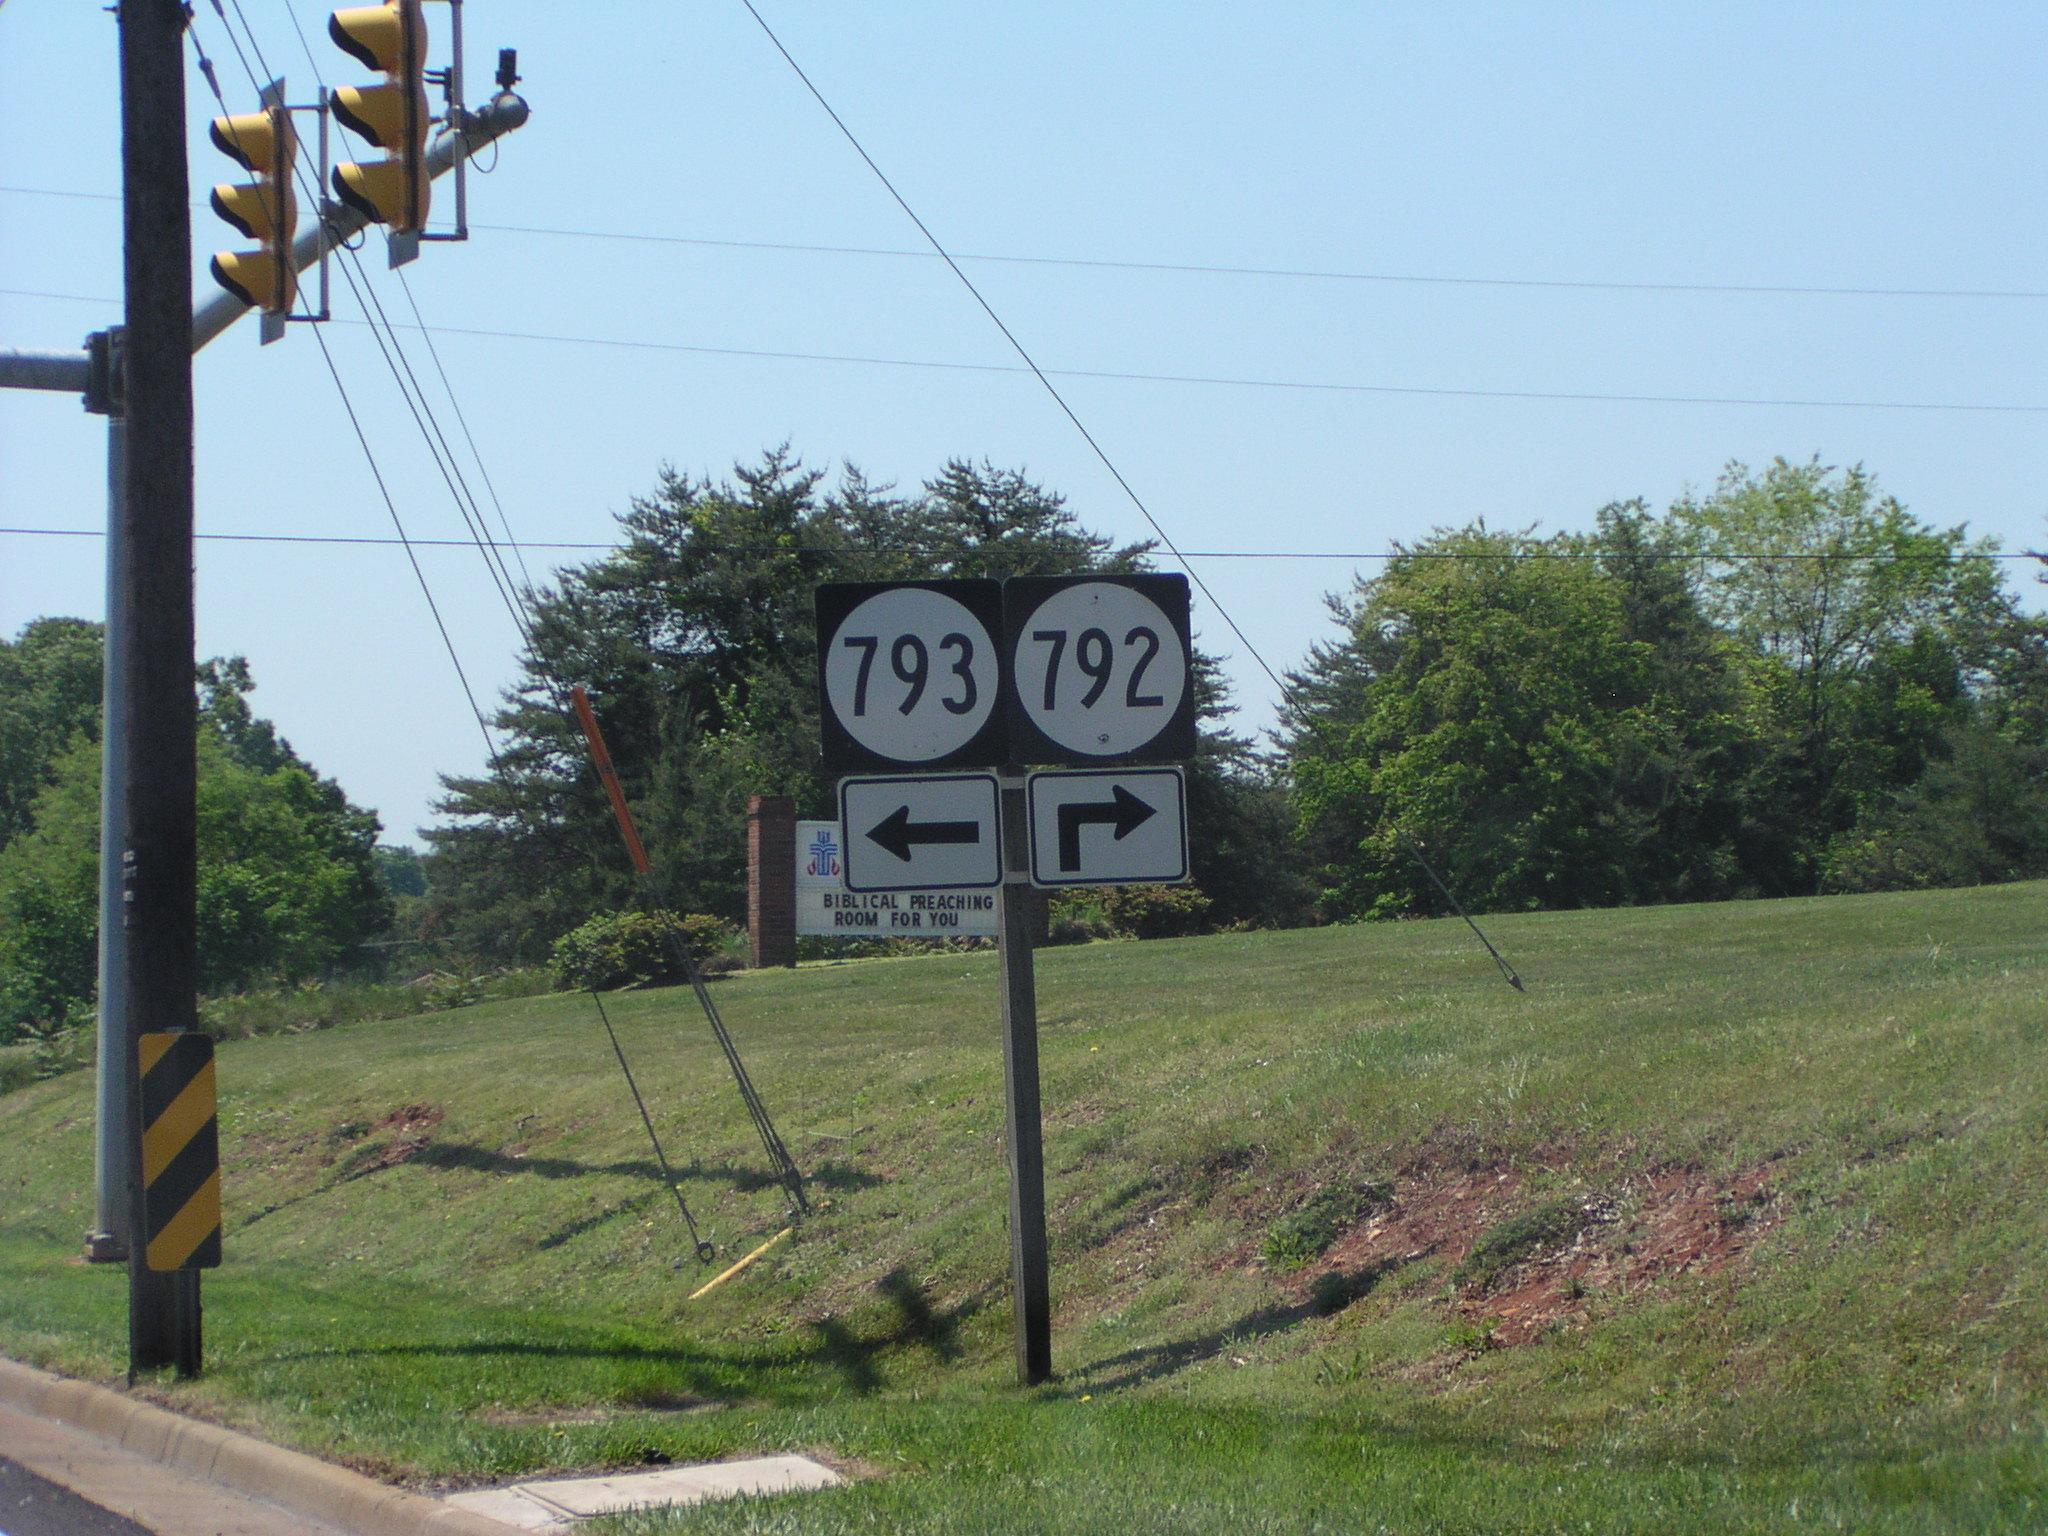 793 792
BIBLICAL PREACHING
ROOM FOR YOU